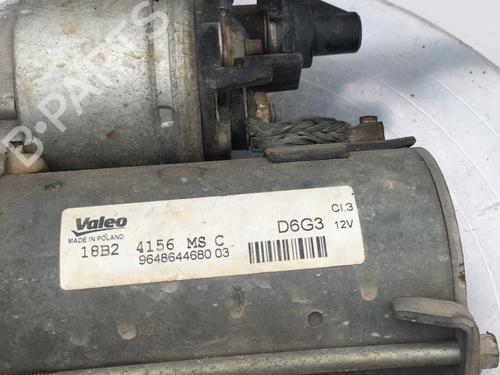 B-PARTS
Valeo
MADE IN POLAND
18B2 4156 MS C
9648644680 03
D6G3
Cl.3
12V